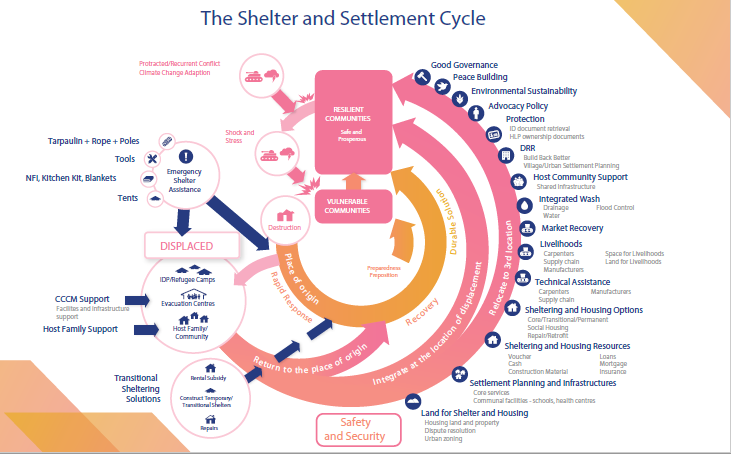 The Shelter and Settlement Cycle
Protracted/Recurrent Conflict
Climate Change Adaption
Shock and
Stress
RESILIENT
COMMUNITIES
Safe and
Prosperous
VULNERABLE
COMMUNITIES
Destruction
Tarpaulin + Rope + Poles
Tools
NFI, Kitchen Kit, Blankets
Tents
Emergency
Shelter
Assistance
DISPLACED
IDP/Refugee Camps
Evacuation Centres
Host Family/
Community
CCCM Support
Facilites and infrastructure
support
Host Family Support
Transitional
Sheltering
Solutions
Rental Subsidy
Construct Temporary/
Transitional Shelters
Repairs
Place of origin
Rapid Response
Durable Solution
Preparedness
Preposition
Recovery
Return to the place of origin
Integrate at the location of displacement
Relocate to 3rd location
Safety
and Security
Good Governance
Peace Building
Environmental Sustainability
Advocacy Policy
Protection
ID document retrieval
HLP ownership documents
DRR
Build Back Better
Village/Urban Settlement Planning
Host Community Support
Shared Infrastructure
Integrated Wash
Drainage Flood Control
Water
Market Recovery
Livelihoods
Carpenters Space for Livelihoods
Supply chain Land for Livelihoods
Manufacturers
Technical Assistance
Carpenters Manufacturers
Supply chain
Sheltering and Housing Options
Core/Transitional/Permanent
Social Housing
Repair/Retrofit
Sheltering and Housing Resources
Voucher Loans
Cash Mortgage
Construction Material Insurance
Settlement Planning and Infrastructures
Core services
Communal facilities - schools, health centres
Land for Shelter and Housing
Housing land and property
Dispute resolution
Urban zoning